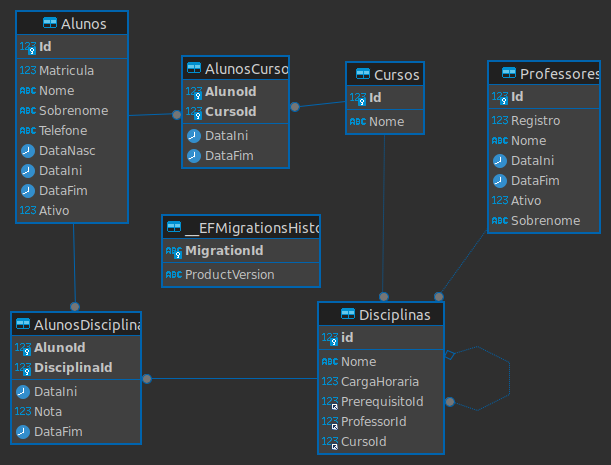 Alunos
123 Id
123 Matricula
ABC Nome
ABC Sobrenome
ABC Telefone
DataNasc
DataIni
DataFim
123 Ativo
AlunosCurso
123 AlunoId
123 CursoId
DataIni
DataFim
Cursos
123 Id
ABC Nome
Professores
123 Id
123 Registro
ABC Nome
DataIni
DataFim
123 Ativo
ABC Sobrenome
__EFMigrationsHisto
ABC MigrationId
ABC ProductVersion
AlunosDisciplina
123 AlunoId
123 DisciplinaId
DataIni
123 Nota
DataFim
Disciplinas
123 id
ABC Nome
123 CargaHoraria
123 PrerequisitoId
123 ProfessorId
123 CursoId